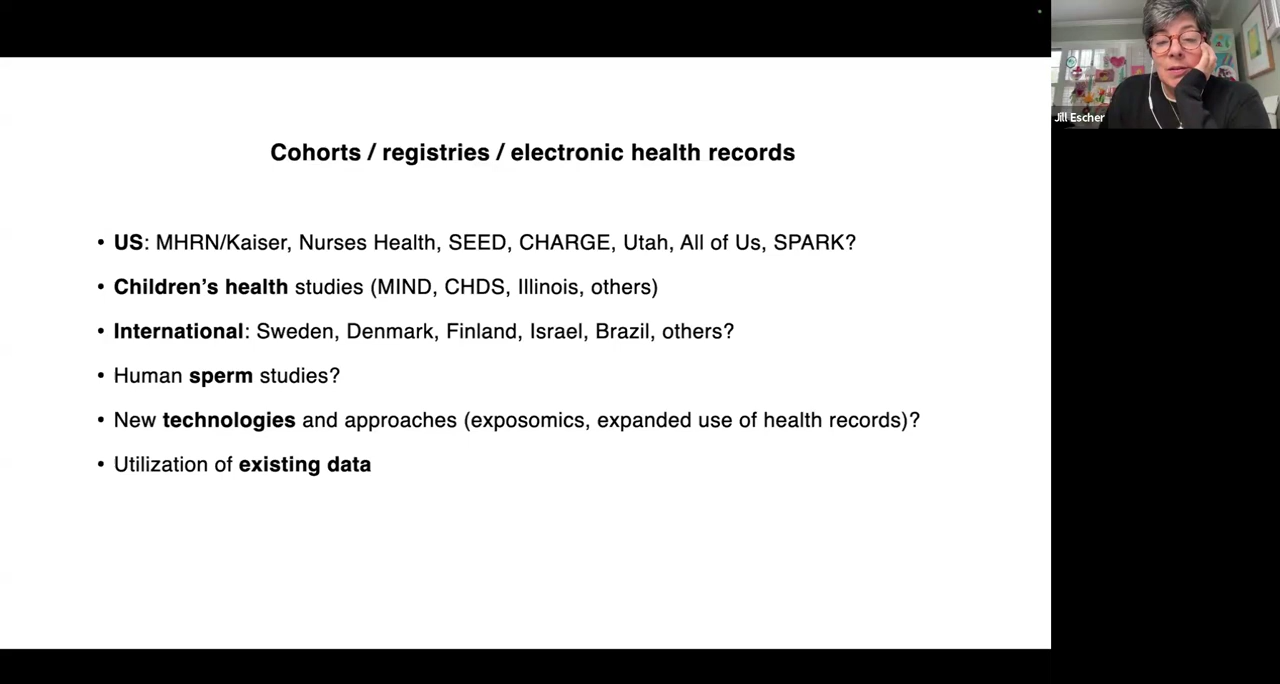 Jill Escher
Cohorts / registries / electronic health records
• US: MHRN/Kaiser, Nurses Health, SEED, CHARGE, Utah, All of Us, SPARK?
• Children’s health studies (MIND, CHDS, Illinois, others)
• International: Sweden, Denmark, Finland, Israel, Brazil, others?
• Human sperm studies?
• New technologies and approaches (exposomics, expanded use of health records)?
• Utilization of existing data